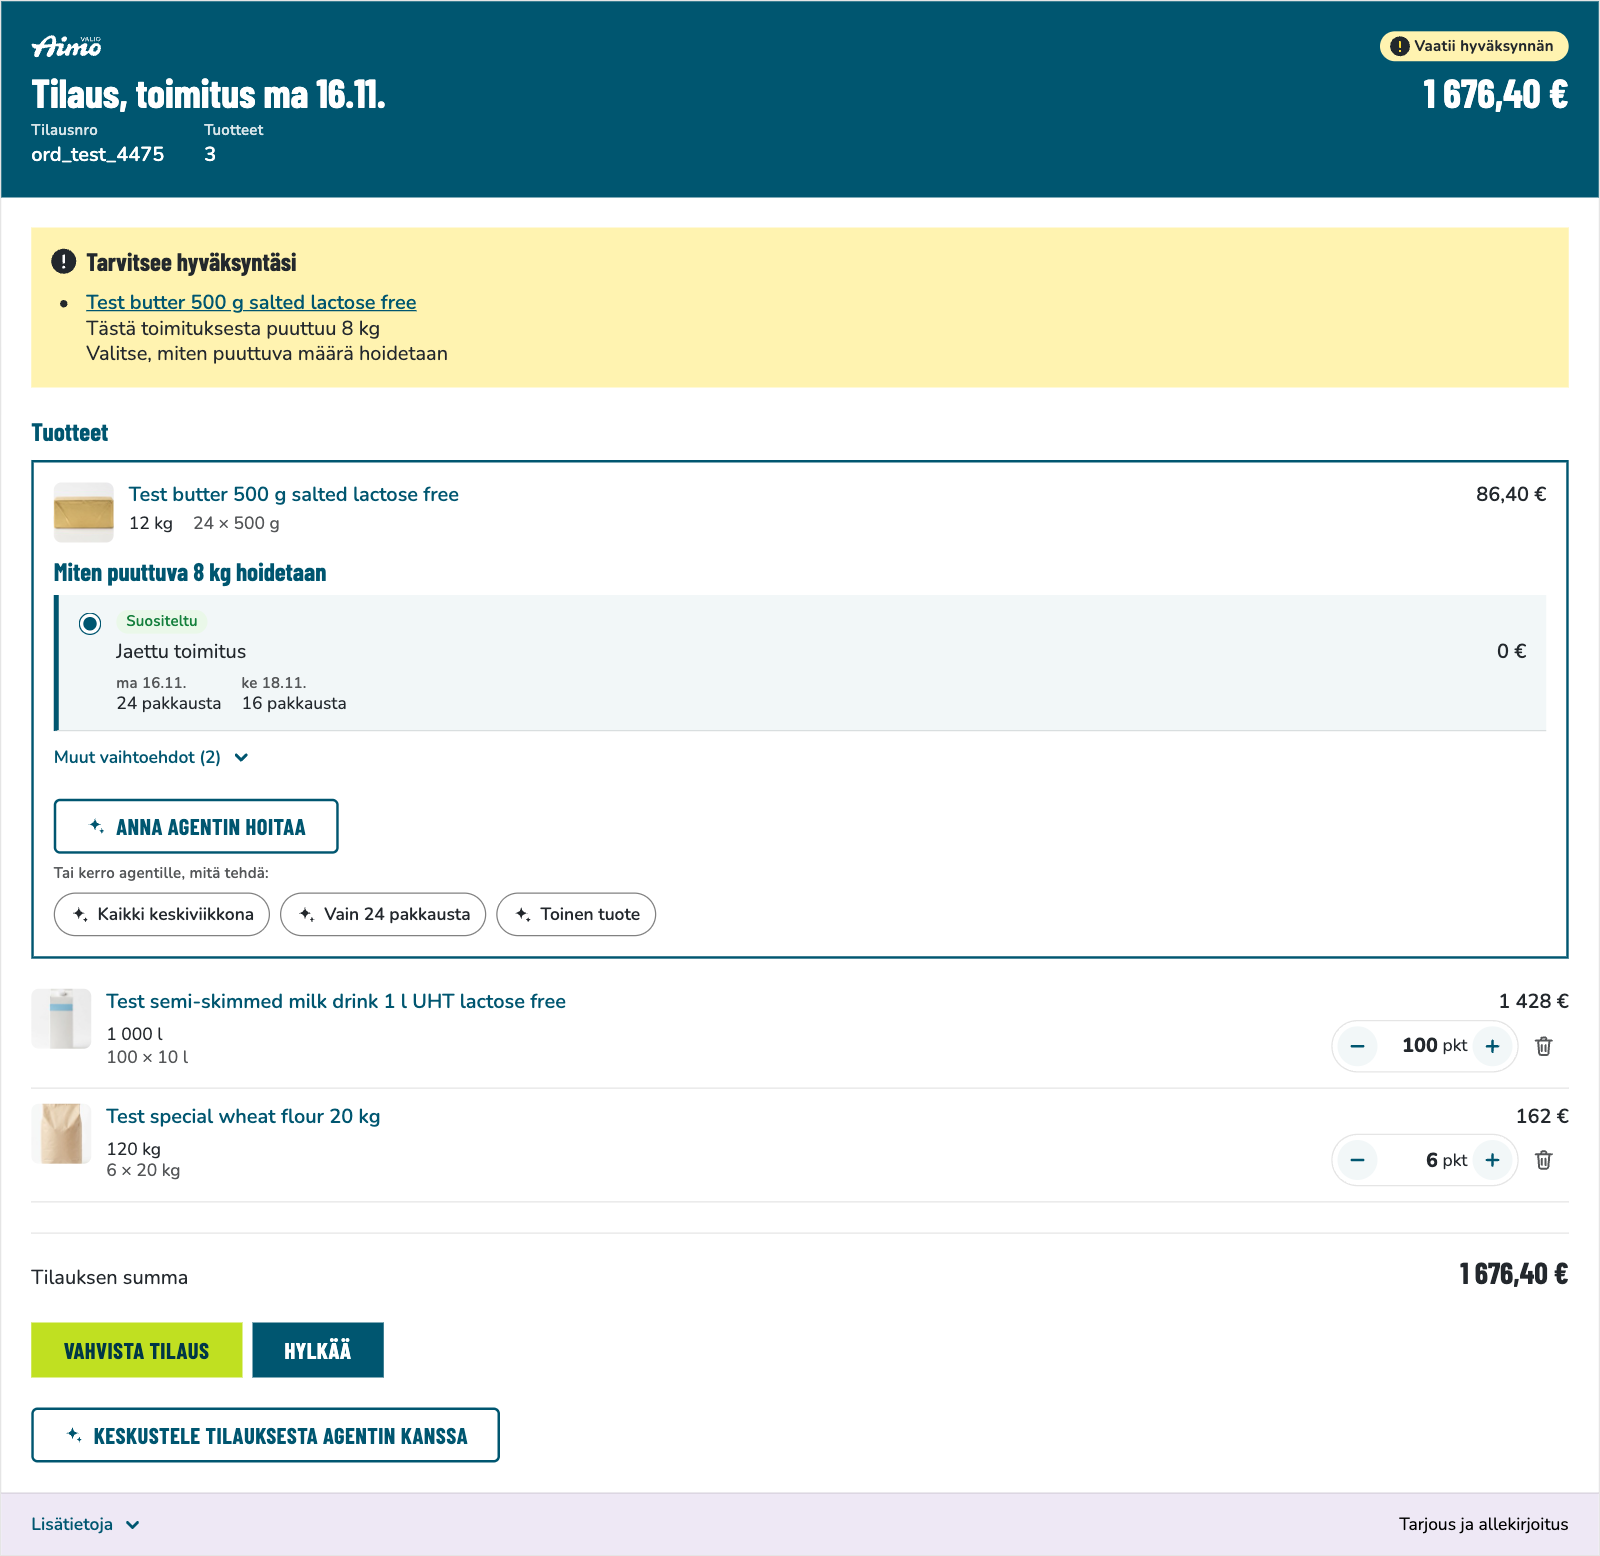 VALIO
Aimo
Vaatii hyväksynnän
Tilaus, toimitus ma 16.11.
1 676,40 €
Tilausnro
Tuotteet
ord_test_4475
3
Tarvitsee hyväksyntäsi
Test butter 500 g salted lactose free
Tästä toimituksesta puuttuu 8 kg
Valitse, miten puuttuva määrä hoidetaan
Tuotteet
Test butter 500 g salted lactose free
86,40 €
12 kg 24 × 500 g
Miten puuttuva 8 kg hoidetaan
Suositeltu
Jaettu toimitus
0 €
ma 16.11. ke 18.11.
24 pakkausta 16 pakkausta
Muut vaihtoehdot (2)
ANNA AGENTIN HOITAA
Tai kerro agentille, mitä tehdä:
Kaikki keskiviikkona
Vain 24 pakkausta
Toinen tuote
Test semi-skimmed milk drink 1 l UHT lactose free
1 428 €
1 000 l
100 × 10 l
− 100 pkt +
Test special wheat flour 20 kg
162 €
120 kg
6 × 20 kg
− 6 pkt +
Tilauksen summa
1 676,40 €
VAHVISTA TILAUS
HYLKÄÄ
KESKUSTELE TILAUKSESTA AGENTIN KANSSA
Lisätietoja
Tarjous ja allekirjoitus